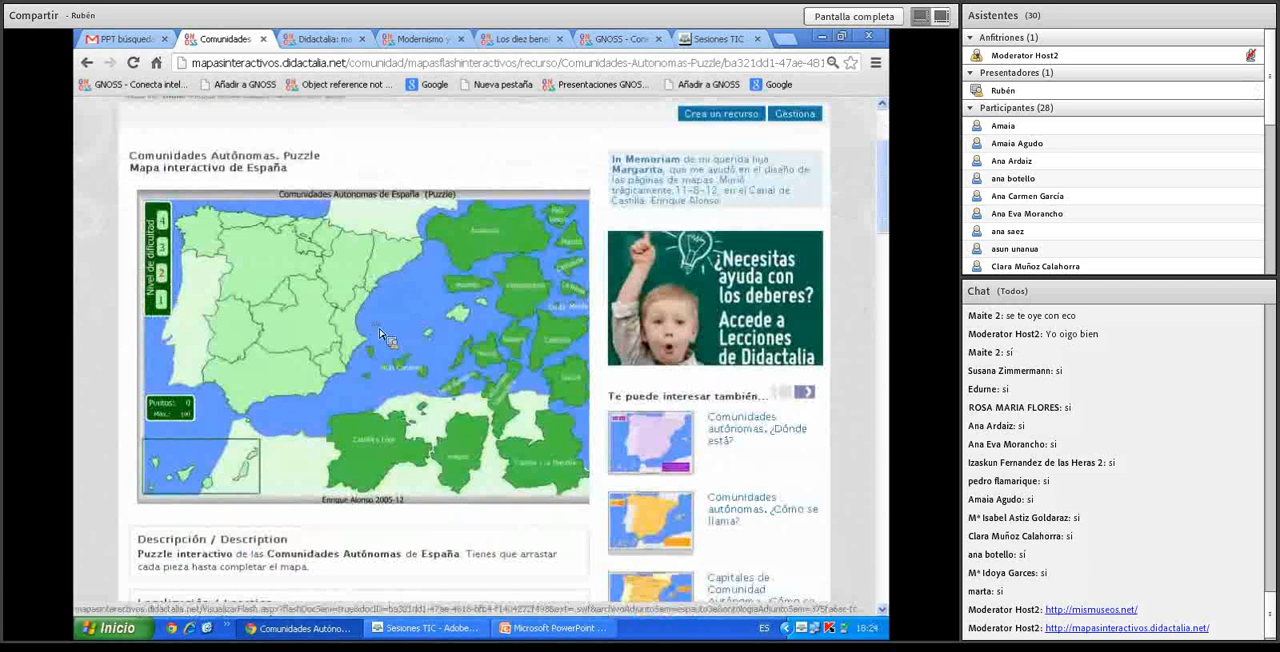 Compartir - Rubén
Pantalla completa
PPT búsqued
Comunidades
Didactalia: ma
Modernismo y
Los diez bene
GNOSS - Con
Sesiones TIC
mapasinteractivos.didactalia.net/comunidad/mapasflashinteractivos/recurso/Comunidades-Autonomas-Puzzle/ba321dd1-47ae-481
GNOSS - Conecta intel...
Añadir a GNOSS
Object reference not ...
Google
Nueva pestaña
Presentaciones GNOS...
Añadir a GNOSS
Google
Crea un recurso
Gestiona
Comunidades Autónomas. Puzzle
Mapa interactivo de España
Comunidades Autonomas de España (Puzzle)
Nivel de dificultad
4
3
2
1
Puntos: 0
Máx.: 100
Castilla y León
Enrique Alonso 2005-12
Descripción / Description
Puzzle interactivo de las Comunidades Autónomas de España. Tienes que arrastar
cada pieza hasta completar el mapa.
In Memoriam de mi querida hija
Margarita, que me ayudó en el diseño de
las páginas de mapas. Murió
trágicamente,11-8-12, en el Canal de
Castilla. Enrique Alonso
¿Necesitas
ayuda con
los deberes?
Accede a
Lecciones
de Didactalia
Te puede interesar también...
Comunidades
autónomas. ¿Dónde
está?
Comunidades
autónomas. ¿Cómo se
llama?
Capitales de
Comunidad
Inicio
Comunidades Autóno...
Sesiones TIC - Adobe...
Microsoft PowerPoint ...
ES
18:24
Asistentes (30)
Anfitriones (1)
Moderator Host2
Presentadores (1)
Rubén
Participantes (28)
Amaia
Amaia Agudo
Ana Ardaiz
ana botello
Ana Carmen García
Ana Eva Morancho
ana saez
asun unanua
Clara Muñoz Calahorra
Chat (Todos)
Maite 2: se te oye con eco
Moderator Host2: Yo oigo bien
Maite 2: sí
Susana Zimmermann: si
Edurne: si
ROSA MARIA FLORES: si
Ana Ardaiz: si
Ana Eva Morancho: si
Izaskun Fernandez de las Heras 2: si
pedro flamarique: si
Amaia Agudo: si
Mª Isabel Astiz Goldaraz: si
Clara Muñoz Calahorra: si
ana botello: sí
Mª Idoya Garces: si
marta: si
Moderator Host2: http://mismuseos.net/
Moderator Host2: http://mapasinteractivos.didactalia.net/